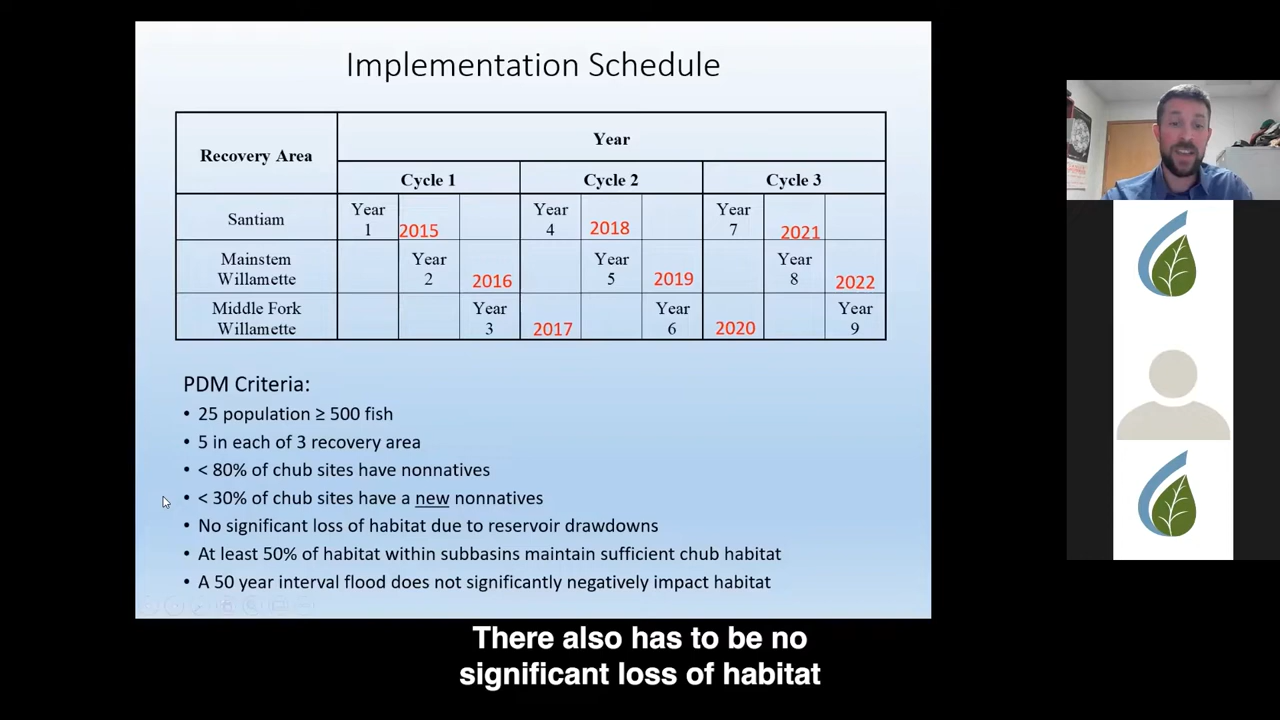 Implementation Schedule
Recovery Area
Year
Cycle 1 Cycle 2 Cycle 3
Santiam Year 1 2015 Year 4 2018 Year 7 2021
Mainstem Willamette Year 2 2016 Year 5 2019 Year 8 2022
Middle Fork Willamette Year 3 2017 Year 6 2020 Year 9
PDM Criteria:
• 25 population ≥ 500 fish
• 5 in each of 3 recovery area
• < 80% of chub sites have nonnatives
• < 30% of chub sites have a new nonnatives
• No significant loss of habitat due to reservoir drawdowns
• At least 50% of habitat within subbasins maintain sufficient chub habitat
• A 50 year interval flood does not significantly negatively impact habitat
There also has to be no
significant loss of habitat